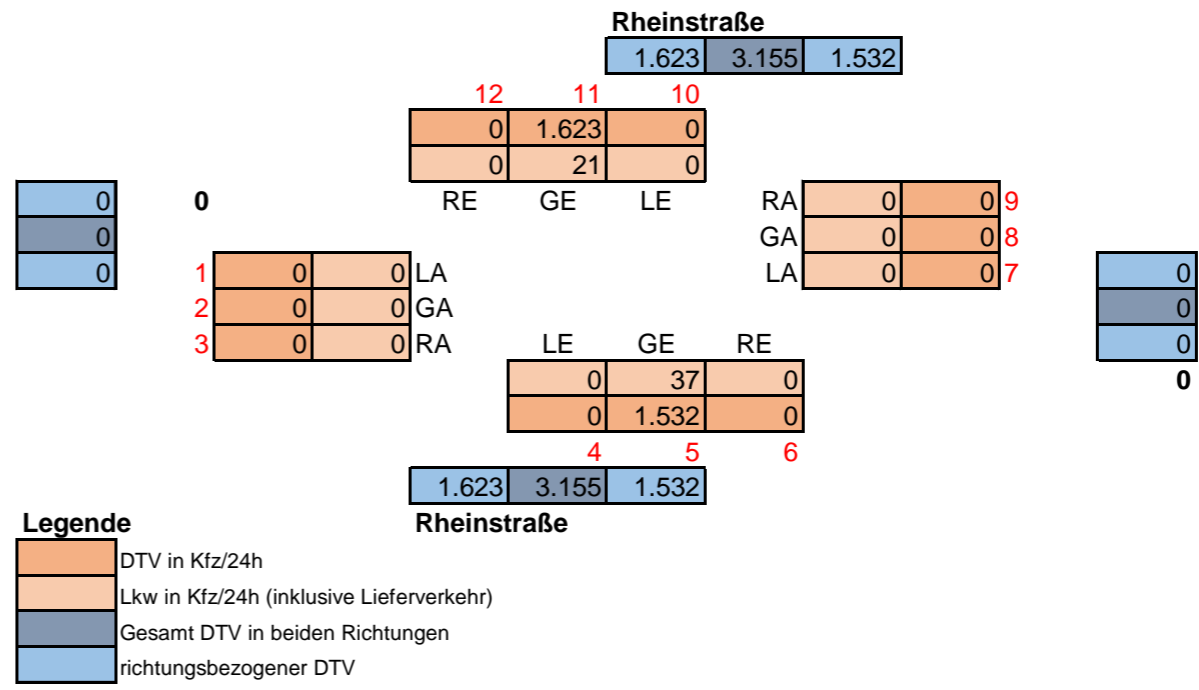 Rheinstraße
1.623 3.155 1.532
12 11 10
0 1.623 0
0 21 0
0 0 RE GE LE RA 0 0 9
0 GA 0 0 8
0 1 0 0 LA LA 0 0 7 0
2 0 0 GA 0
3 0 0 RA LE GE RE 0
0 37 0 0
0 1.532 0
4 5 6
1.623 3.155 1.532
Legende Rheinstraße
DTV in Kfz/24h
Lkw in Kfz/24h (inklusive Lieferverkehr)
Gesamt DTV in beiden Richtungen
richtungsbezogener DTV